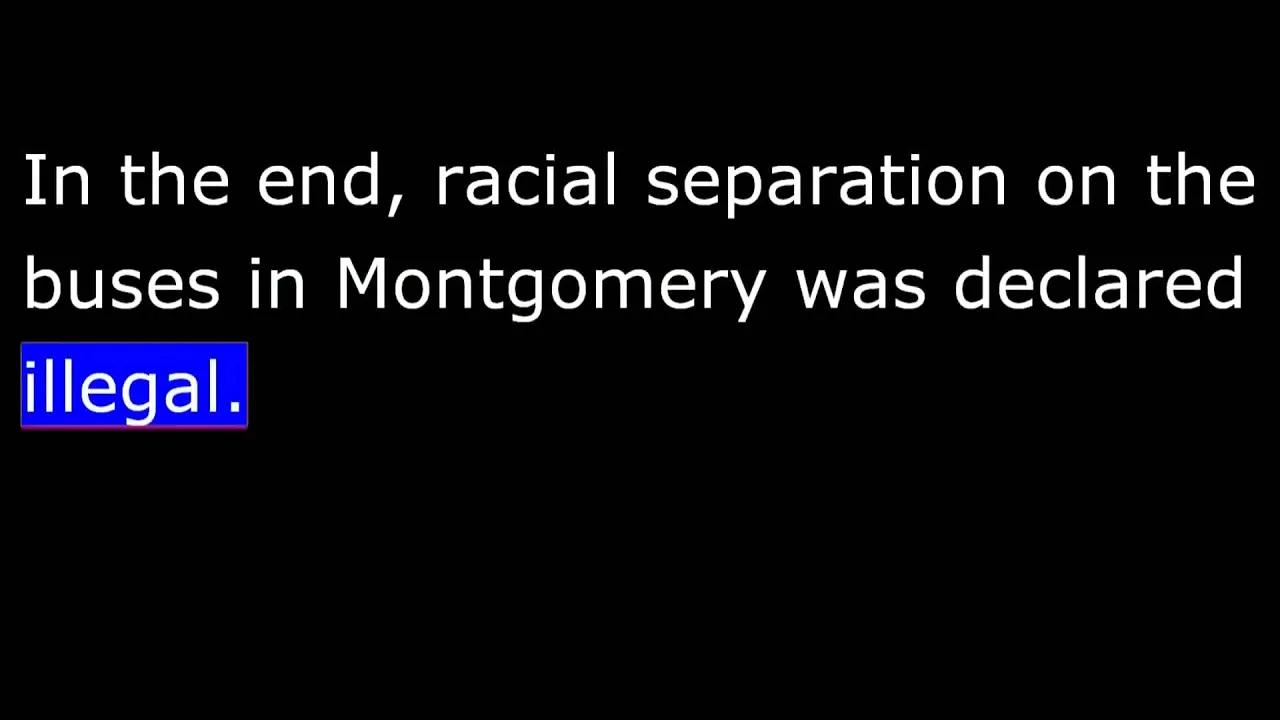 In the end, racial separation on the
buses in Montgomery was declared
illegal.